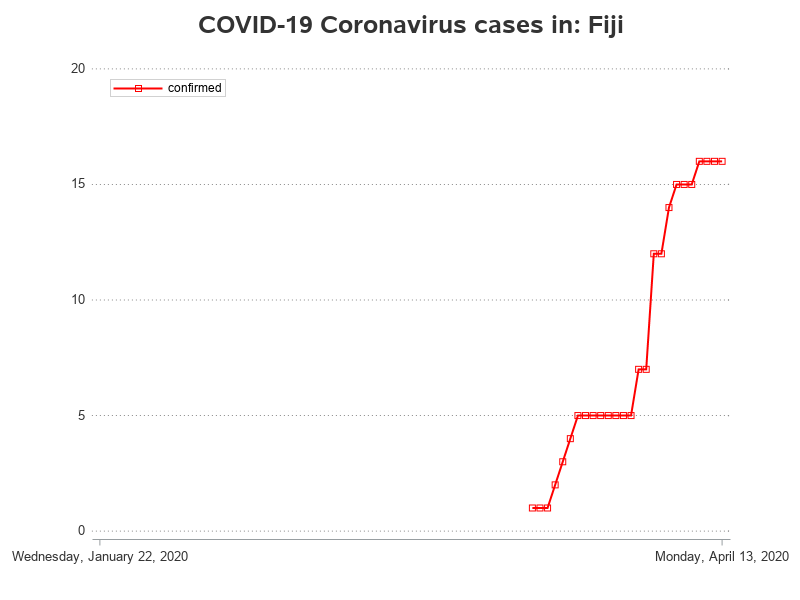 COVID-19 Coronavirus cases in: Fiji
20
confirmed
15
10
5
0
Wednesday, January 22, 2020 Monday, April 13, 2020